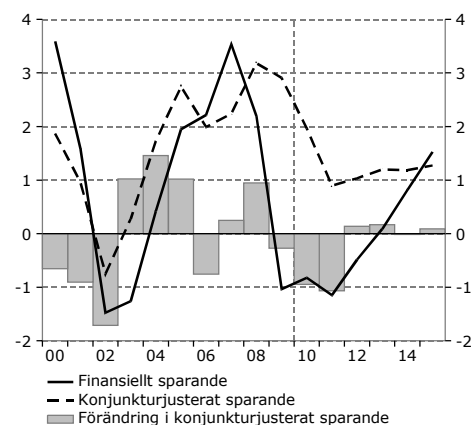 4 4
3 3
2 2
1 1
0 0
-1 -1
-2 -2
00 02 04 06 08 10 12 14
Finansiellt sparande
Konjunkturjusterat sparande
Förändring i konjunkturjusterat sparande